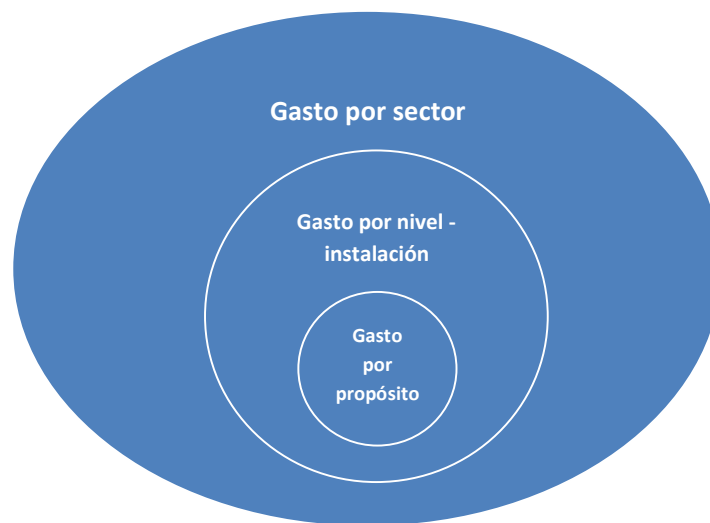 Gasto por sector
Gasto por nivel -
instalación
Gasto
por
propósito